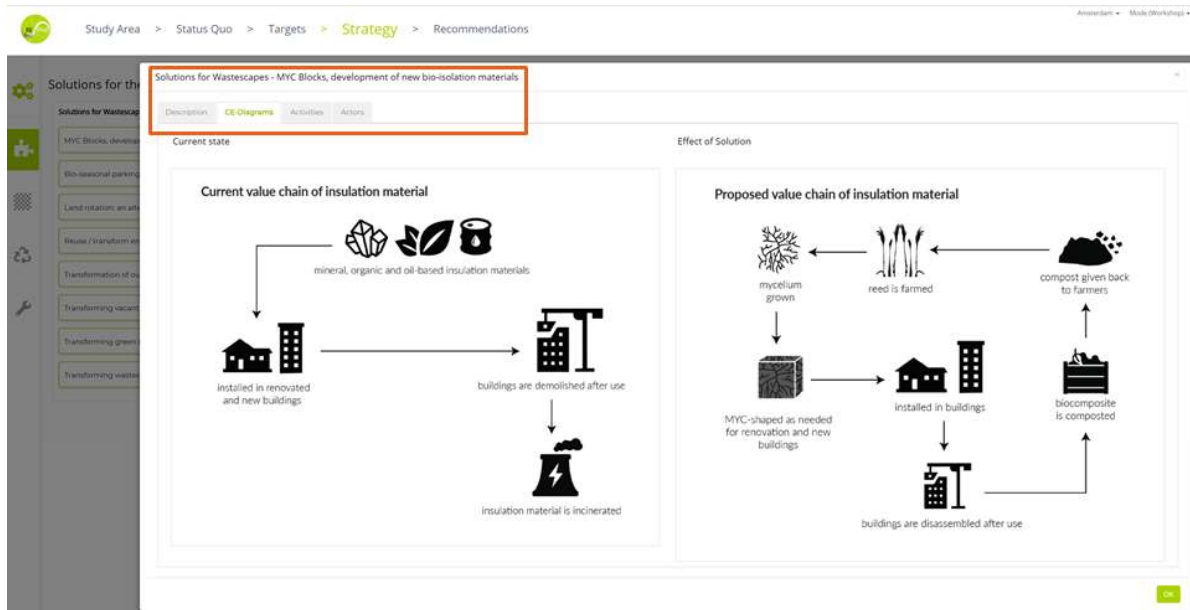 Amsterdam
Mode (Workshop)
Study Area > Status Quo > Targets > Strategy > Recommendations
Solutions for the
Solutions for Wastescap
MYC Blocks, develop
Bio-seasonal parking
Land rotation: an alte
Reuse / transform en
Transformation of ou
Transforming vacant
Transforming green
Transforming waste
Solutions for Wastescapes - MYC Blocks, development of new bio-isolation materials
Description CE-Diagrams Activities Actors
Current state
Current value chain of insulation material
mineral, organic and oil-based insulation materials
installed in renovated
and new buildings
buildings are demolished after use
insulation material is incinerated
Effect of Solution
Proposed value chain of insulation material
mycelium
grown
reed is farmed
compost given back
to farmers
MYC-shaped as needed
for renovation and new
buildings
installed in buildings
biocomposite
is composted
buildings are disassembled after use
OK